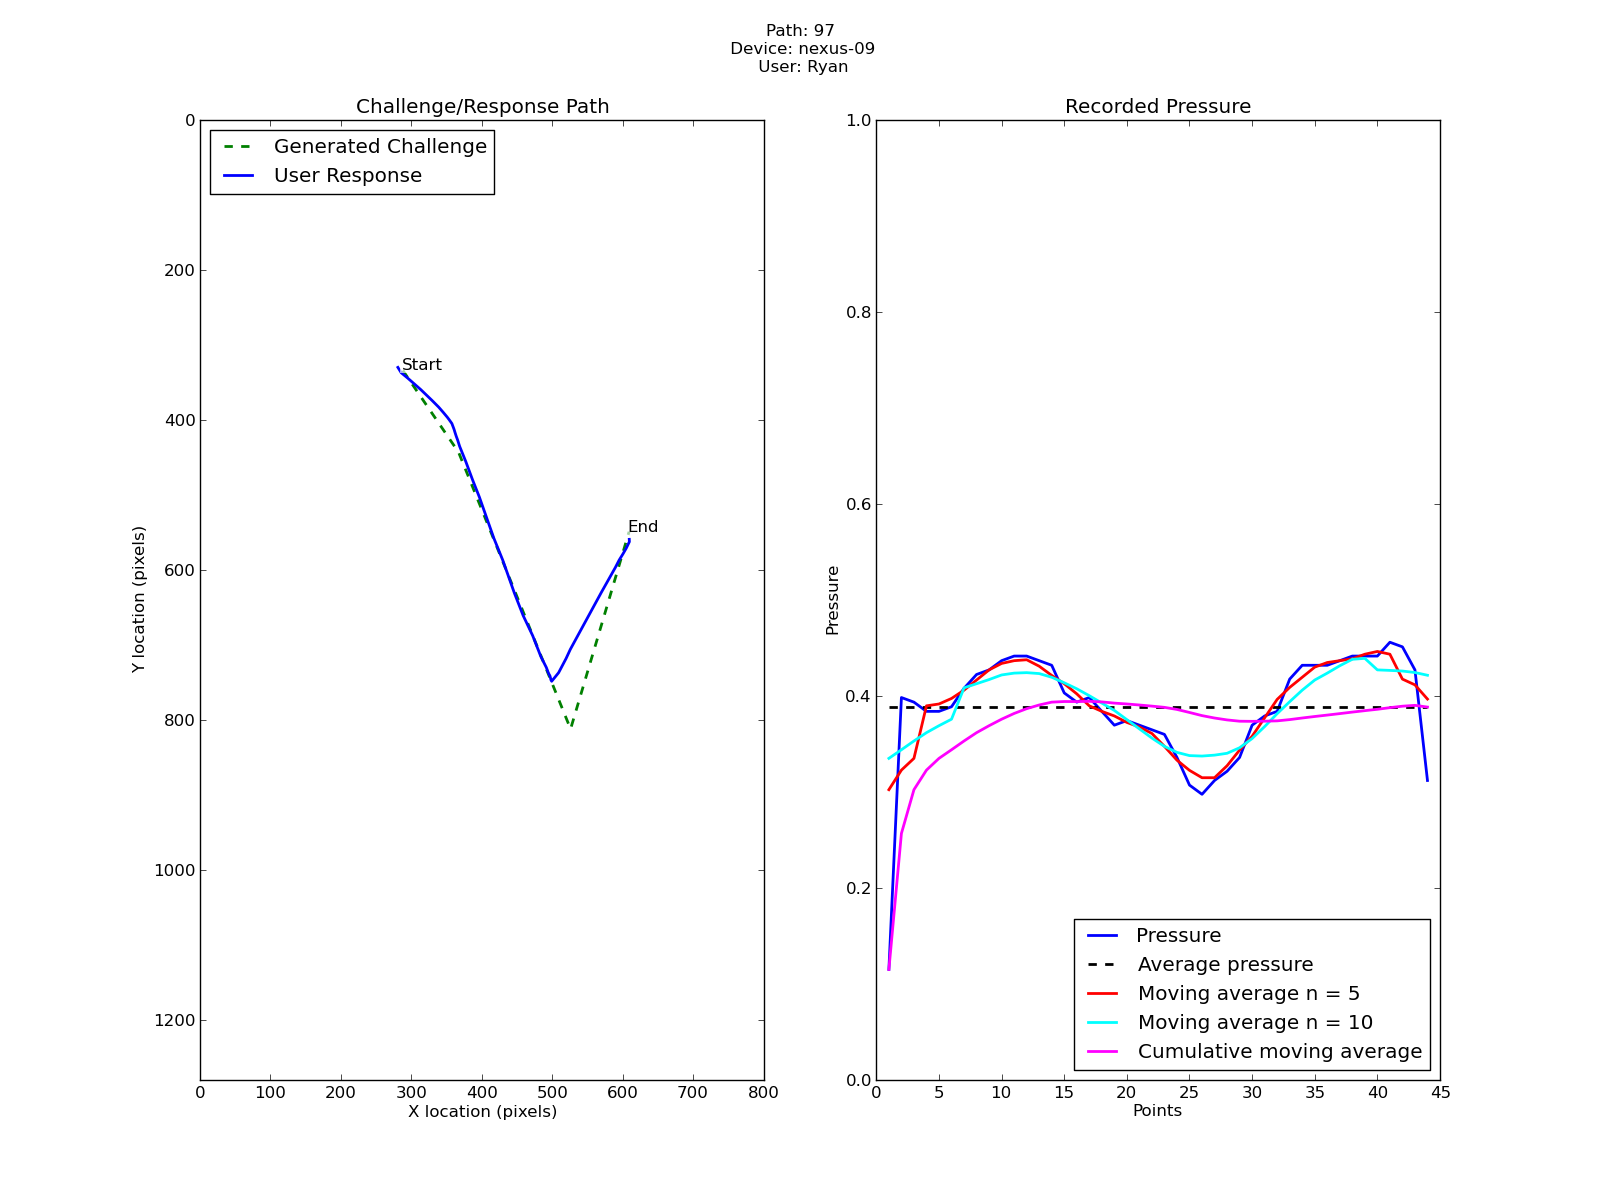 Path: 97
Device: nexus-09
User: Ryan
Challenge/Response Path
0
200
400
600
800
1000
1200
Y location (pixels)
Generated Challenge
User Response
Start
End
0 100 200 300 400 500 600 700 800
X location (pixels)
Recorded Pressure
1.0
0.8
0.6
0.4
0.2
0.0
Pressure
Pressure
Average pressure
Moving average n = 5
Moving average n = 10
Cumulative moving average
0 5 10 15 20 25 30 35 40 45
Points